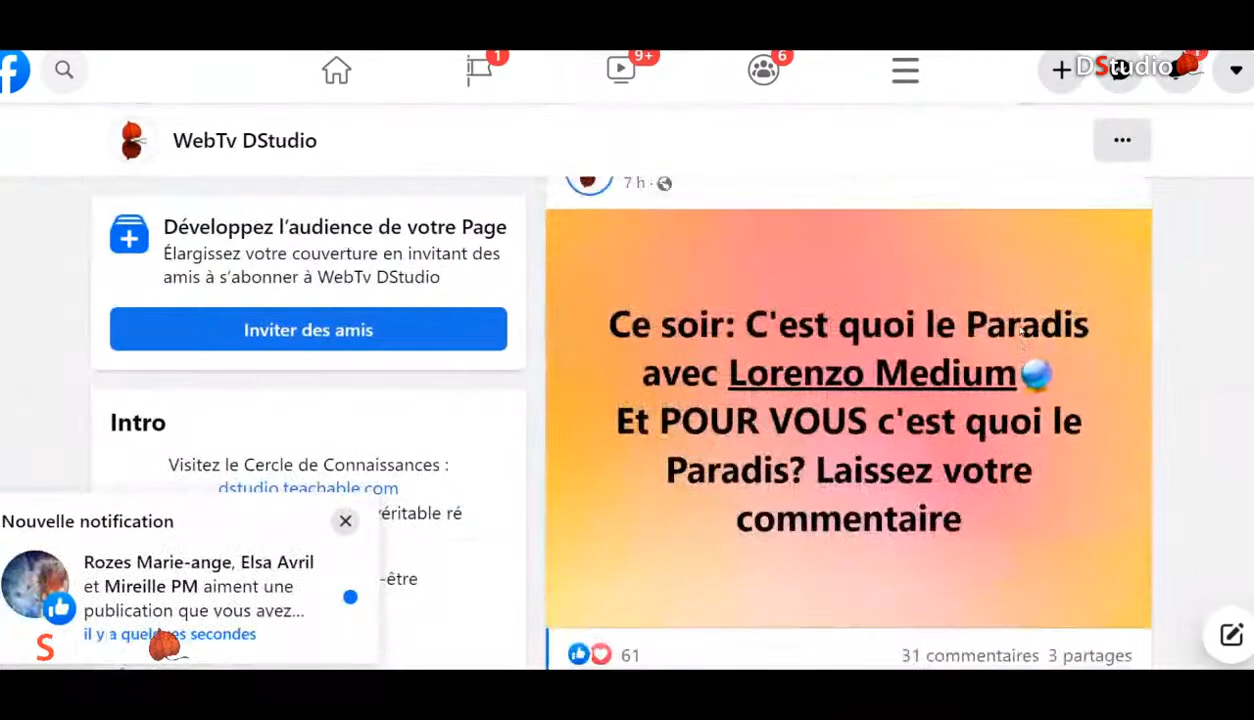 1
9+
6
DStudio
WebTv DStudio
7 h
Développez l’audience de votre Page
Élargissez votre couverture en invitant des
amis à s’abonner à WebTv DStudio
Inviter des amis
Intro
Visitez le Cercle de Connaissances :
dstudio.teachable.com
véritable ré
-être
Nouvelle notification
Rozes Marie-ange, Elsa Avril
et Mireille PM aiment une
publication que vous avez...
il y a quelques secondes
S
Ce soir: C'est quoi le Paradis
avec Lorenzo Medium
Et POUR VOUS c'est quoi le
Paradis? Laissez votre
commentaire
61
31 commentaires 3 partages